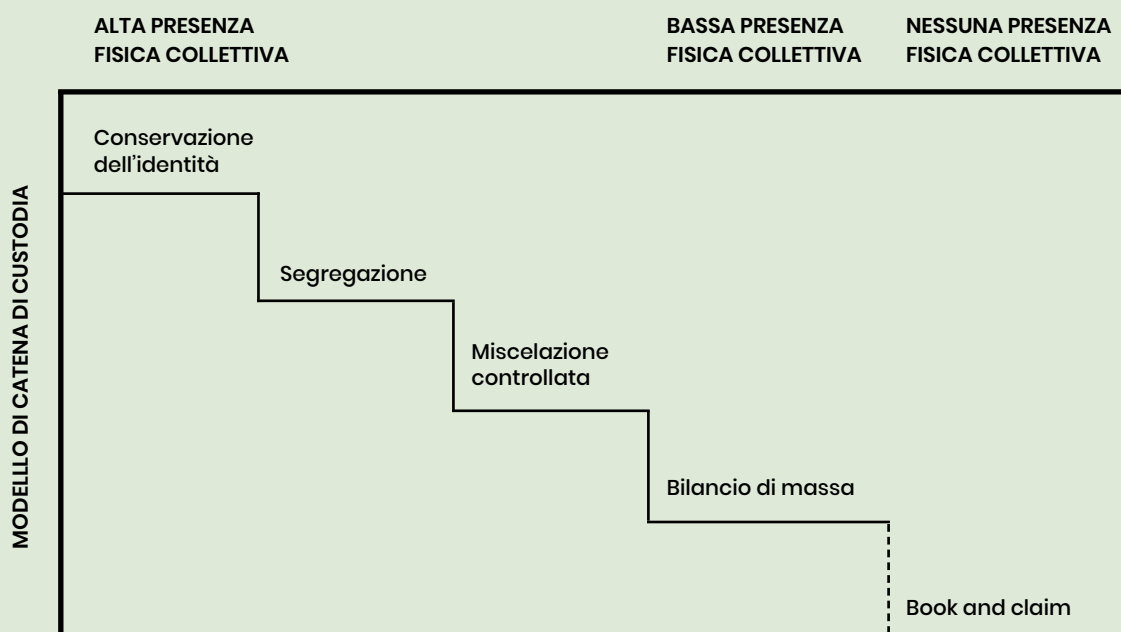 ALTA PRESENZA
FISICA COLLETTIVA
BASSA PRESENZA
FISICA COLLETTIVA
NESSUNA PRESENZA
FISICA COLLETTIVA
MODELLLO DI CATENA DI CUSTODIA
Conservazione
dell'identità
Segregazione
Miscelazione
controllata
Bilancio di massa
Book and claim